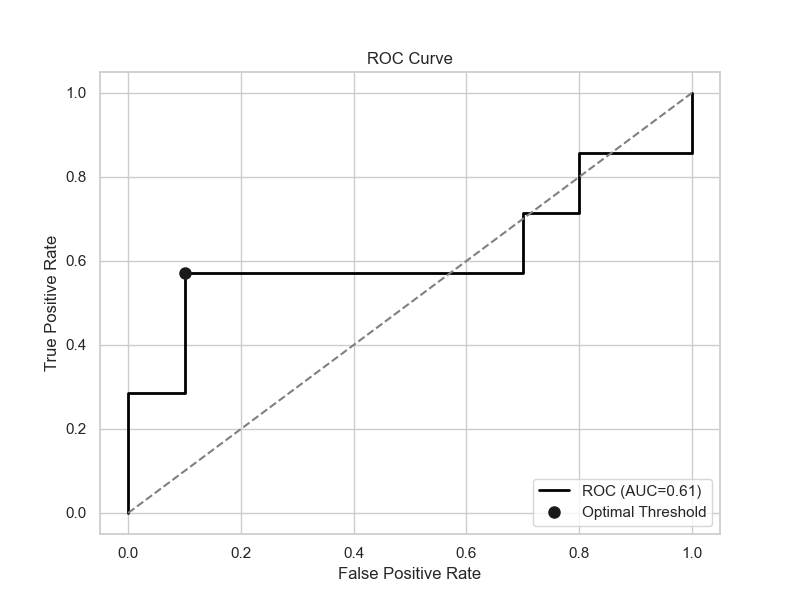 ROC Curve
1.0
0.8
0.6
0.4
0.2
0.0
True Positive Rate
0.0 0.2 0.4 0.6 0.8 1.0
False Positive Rate
ROC (AUC=0.61)
Optimal Threshold